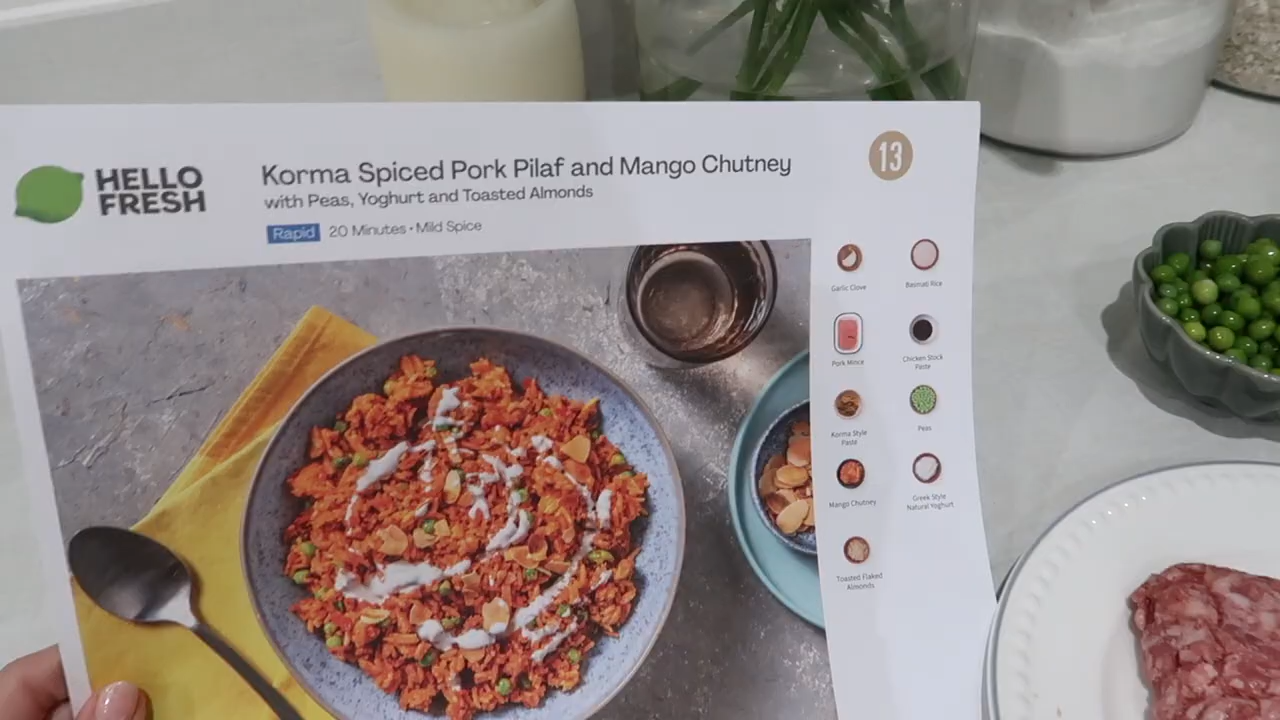 HELLO
FRESH
Korma Spiced Pork Pilaf and Mango Chutney
with Peas, Yoghurt and Toasted Almonds
Rapid 20 Minutes • Mild Spice
13
Garlic Clove
Basmati Rice
Pork Mince
Chicken Stock
Paste
Korma Style
Paste
Peas
Mango Chutney
Greek Style
Natural Yoghurt
Toasted Flaked
Almonds